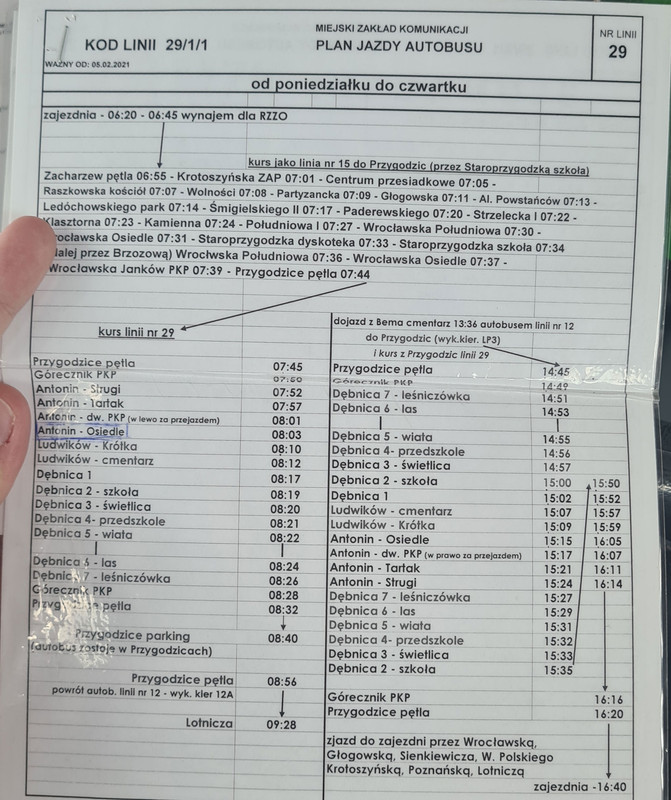 KOD LINII 29/1/1
WAŻNY OD: 08.02.2021
MIEJSKI ZAKŁAD KOMUNIKACJI
PLAN JAZDY AUTOBUSU
NR LINII
29
od poniedziałku do czwartku
zajezdnia - 06:20 - 06:45 wynajem dla RZZO
kurs jako linia nr 15 do Przygodzic (przez Staroprzygodzka szkoła)
Zacharzew pętla 06:55 - Krotoszyńska ZAP 07:01 - Centrum przesiadkowe 07:05 -
Raszkowska kościół 07:07 - Wolności 07:08 - Partyzancka 07:09 - Głogowska 07:11 - Al. Powstańców 07:13 -
Ledóchowskiego park 07:14 - Śmigielskiego II 07:17 - Paderewskiego 07:20 - Strzelecka I 07:22 -
Klasztorna 07:23 - Kamienna 07:24 - Południowa I 07:27 - Wrocławska Południowa 07:30 -
rocławska Osiedle 07:31 - Staroprzygodzka dyskoteka 07:33 - Staroprzygodzka szkoła 07:34
alej przez Brzozową) Wrocłwska Południowa 07:36 - Wrocławska Osiedle 07:37 -
Wrocławska Janków PKP 07:39 - Przygodzice pętla 07:44
kurs linii nr 29
Przygodzice pętla 07:45
Górecznik PKP 07:50
Antonin - Strugi 07:52
Antonin - Tartak 07:57
Antonin - dw. PKP (w lewo za przejazdem) 08:01
Antonin - Osiedle 08:03
Ludwików - Krótka 08:10
Ludwików - cmentarz 08:12
Dębnica 1 08:17
Dębnica 2 - szkoła 08:19
Dębnica 3 - świetlica 08:20
Dębnica 4- przedszkole 08:21
Dębnica 5 - wiata 08:22
Dębnica 6 - las 08:24
Dębnica 7 - leśniczówka 08:26
Górecznik PKP 08:28
Przygodzice pętla 08:32
Przygodzice parking 08:40
(autobus zostoje w Przygodzicach)
Przygodzice pętla 08:56
powrót autob. linii nr 12 - wyk. kier 12A
Lotnicza 09:28
dojazd z Bema cmentarz 13:36 autobusem linii nr 12
do Przygodzic (wyk.kier. LP3)
i kurs z Przygodzic linii 29
Przygodzice pętla 14:45
Górecznik PKP 14:49
Dębnica 7 - leśniczówka 14:51
Dębnica 6 - las 14:53
Dębnica 5 - wiata 14:55
Dębnica 4- przedszkole 14:56
Dębnica 3 - świetlica 14:57
Dębnica 2 - szkoła 15:00 15:50
Dębnica 1 15:02 15:52
Ludwików - cmentarz 15:07 15:57
Ludwików - Krótka 15:09 15:59
Antonin - Osiedle 15:15 16:05
Antonin - dw. PKP (w prawo za przejazdem) 15:17 16:07
Antonin - Tartak 15:21 16:11
Antonin - Strugi 15:24 16:14
Dębnica 7 - leśniczówka 15:27
Dębnica 6 - las 15:29
Dębnica 5 - wiata 15:31
Dębnica 4- przedszkole 15:32
Dębnica 3 - świetlica 15:33
Dębnica 2 - szkoła 15:35
Górecznik PKP 16:16
Przygodzice pętla 16:20
zjazd do zajezdni przez Wrocławską,
Głogowską, Sienkiewicza, W. Polskiego
Krotoszyńską, Poznańską, Lotniczą
zajezdnia -16:40